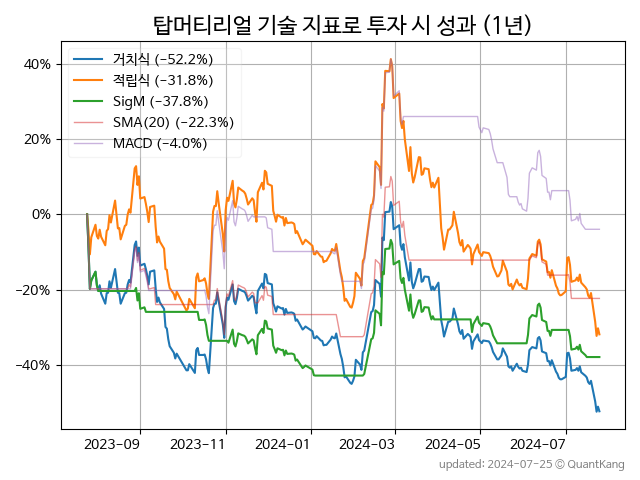 탑머티리얼 기술 지표로 투자 시 성과 (1년)
거치식 (−52.2%)
적립식 (−31.8%)
SigM (−37.8%)
SMA(20) (−22.3%)
MACD (−4.0%)
40%
20%
0%
−20%
−40%
2023-09 2023-11 2024-01 2024-03 2024-05 2024-07
updated: 2024-07-25 © QuantKang